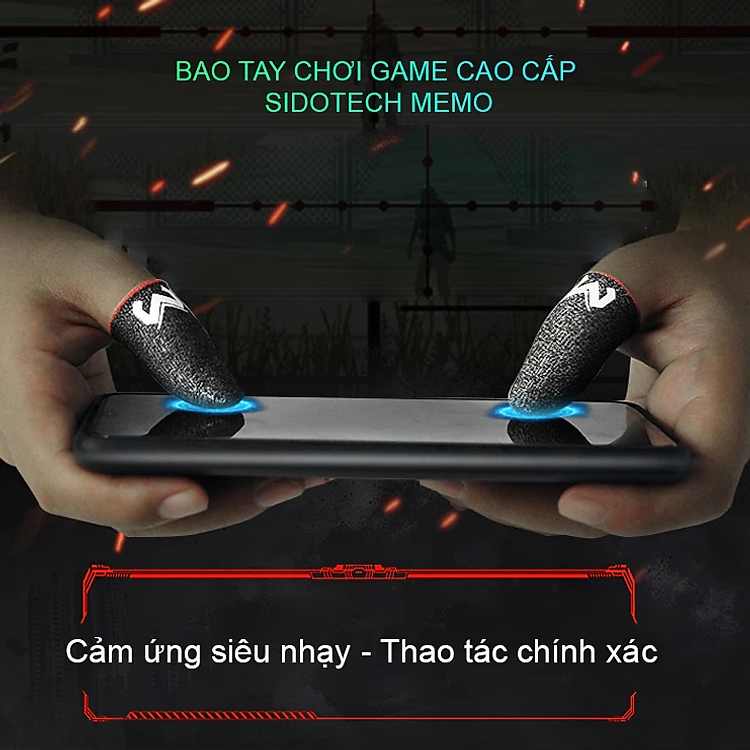 BAO TAY CHƠI GAME CAO CẤP
SIDOTECH MEMO
Cảm ứng siêu nhạy - Thao tác chính xác